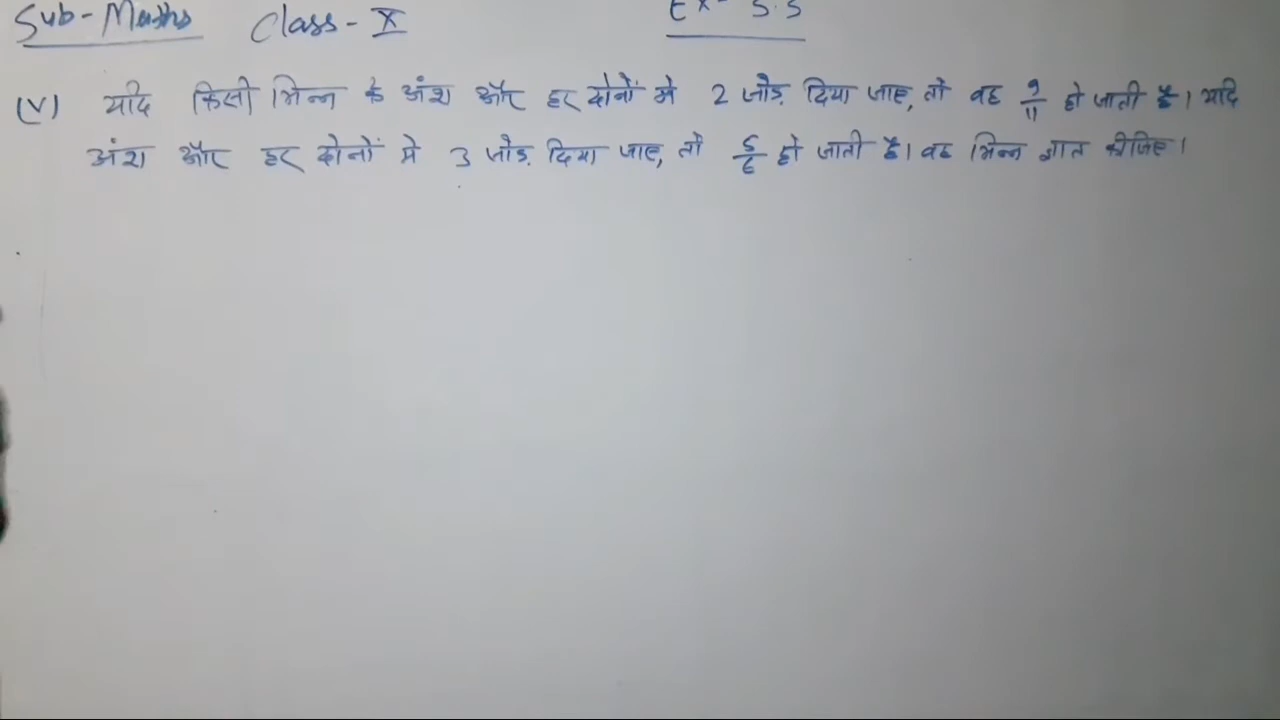 Sub- Maths Class- X Ex- 3.5
(V) यदि किसी भिन्न के अंश और हर दोनों मे 2 जोड़ दिया जाए, तो वह 9/11 हो जाती है। यदि
अंश और हर दोनों मे 3 जोड़ दिया जाए, तो 5/6 हो जाती है। वह भिन्न ज्ञात कीजिए।